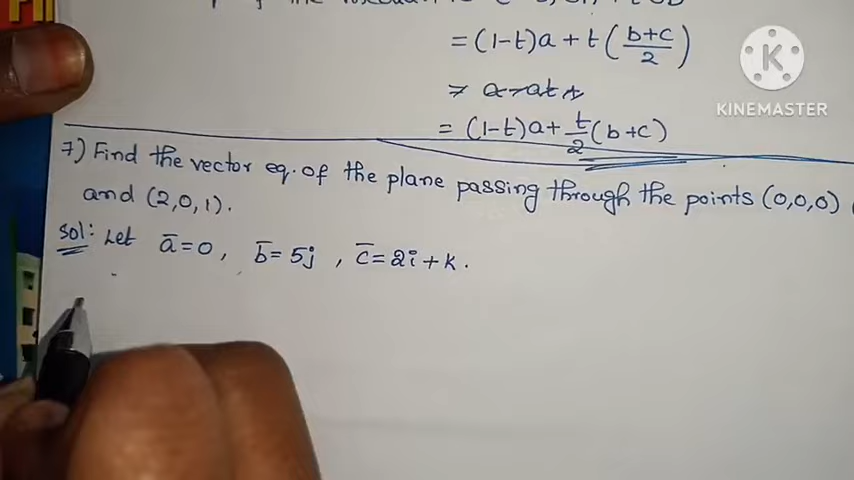 = (1-t)a + t(b+c/2)
KINEMASTER
= (1-t)a + t/2 (b+c)
7) Find the vector eq. of the plane passing through the points (0,0,0)
and (2,0,1).
Sol: Let a̅ = 0, b̅ = 5j, c̅ = 2i + k.